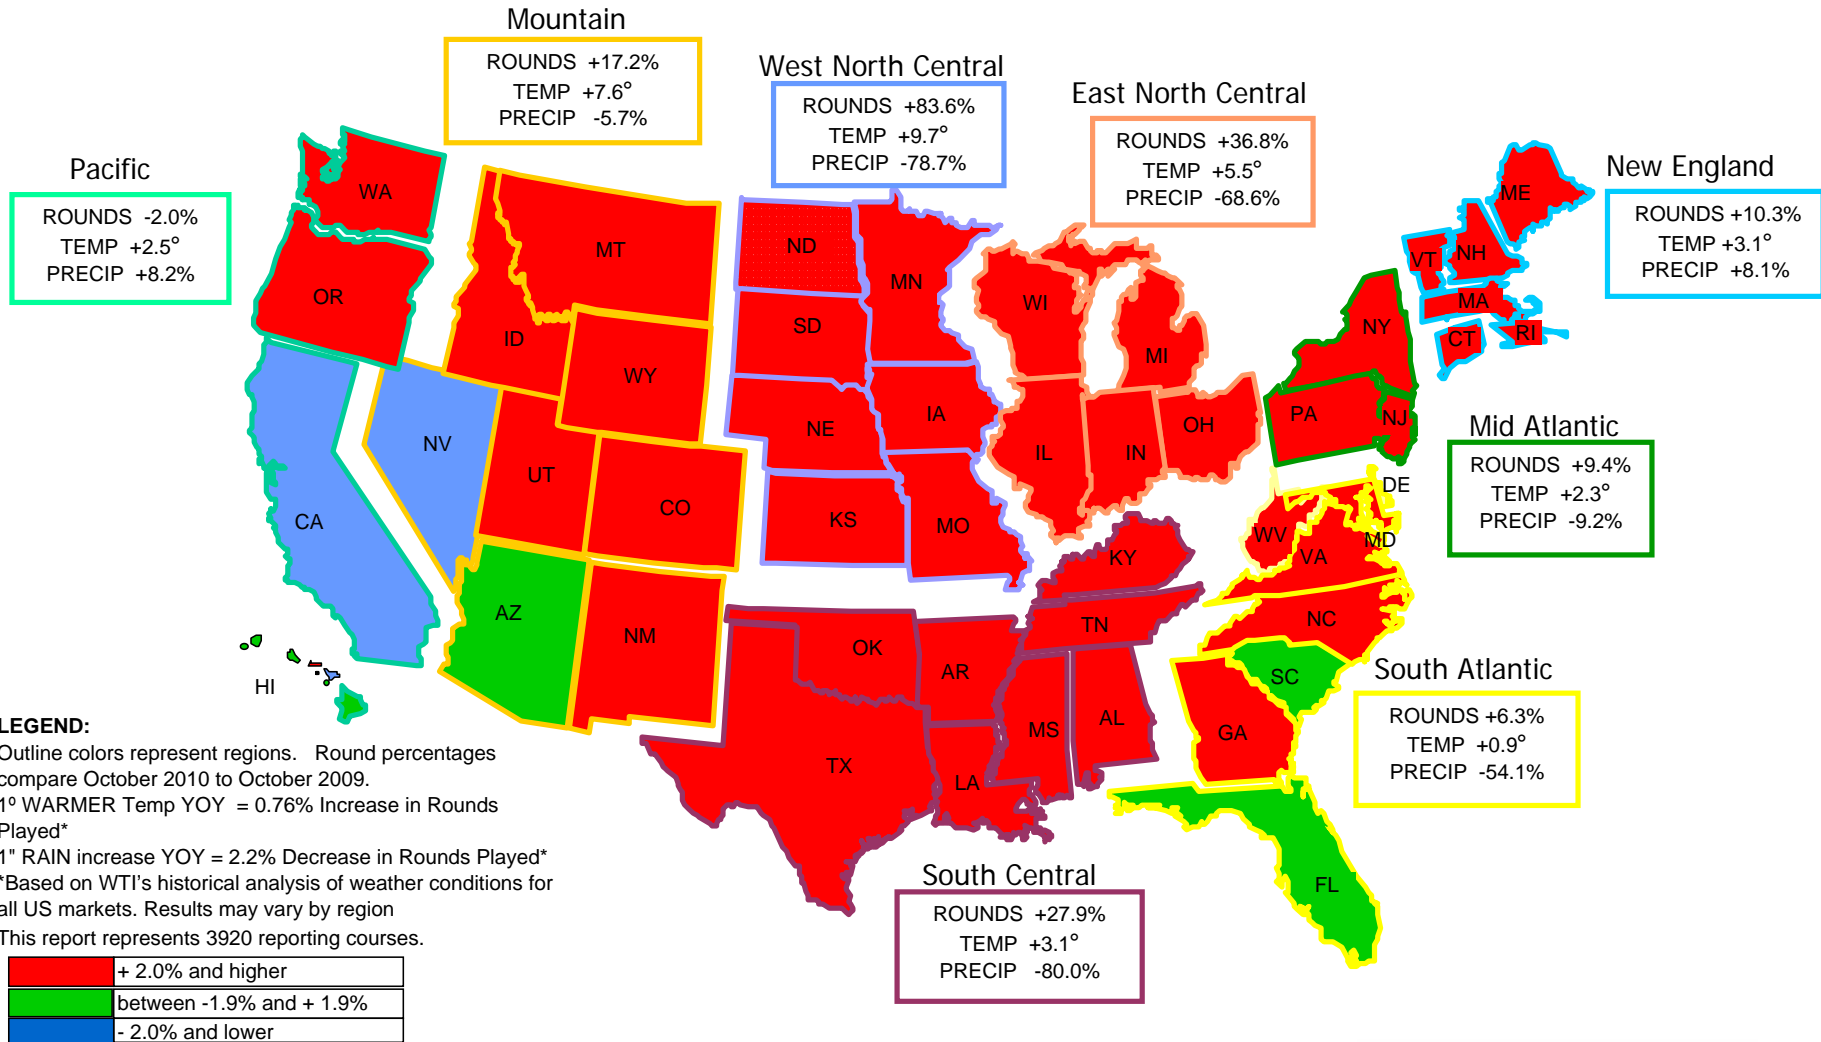 Mountain
ROUNDS +17.2%
TEMP +7.6°
PRECIP -5.7%
West North Central
ROUNDS +83.6%
TEMP +9.7°
PRECIP -78.7%
East North Central
ROUNDS +36.8%
TEMP +5.5°
PRECIP -68.6%
Pacific
ROUNDS -2.0%
TEMP +2.5°
PRECIP +8.2%
New England
ROUNDS +10.3%
TEMP +3.1°
PRECIP +8.1%
Mid Atlantic
ROUNDS +9.4%
TEMP +2.3°
PRECIP -9.2%
South Atlantic
ROUNDS +6.3%
TEMP +0.9°
PRECIP -54.1%
South Central
ROUNDS +27.9%
TEMP +3.1°
PRECIP -80.0%
WA
OR
CA
NV
ID
MT
WY
UT
CO
AZ
NM
HI
ND
SD
NE
KS
MN
IA
MO
WI
MI
IL
IN
OH
KY
TN
OK
AR
TX
LA
MS
AL
ME
VT
NH
MA
CT
RI
NY
PA
NJ
DE
MD
WV
VA
NC
SC
GA
FL
LEGEND:
Outline colors represent regions. Round percentages
compare October 2010 to October 2009.
1º WARMER Temp YOY = 0.76% Increase in Rounds
Played*
1" RAIN increase YOY = 2.2% Decrease in Rounds Played*
*Based on WTI's historical analysis of weather conditions for
all US markets. Results may vary by region
This report represents 3920 reporting courses.
+ 2.0% and higher
between -1.9% and + 1.9%
- 2.0% and lower